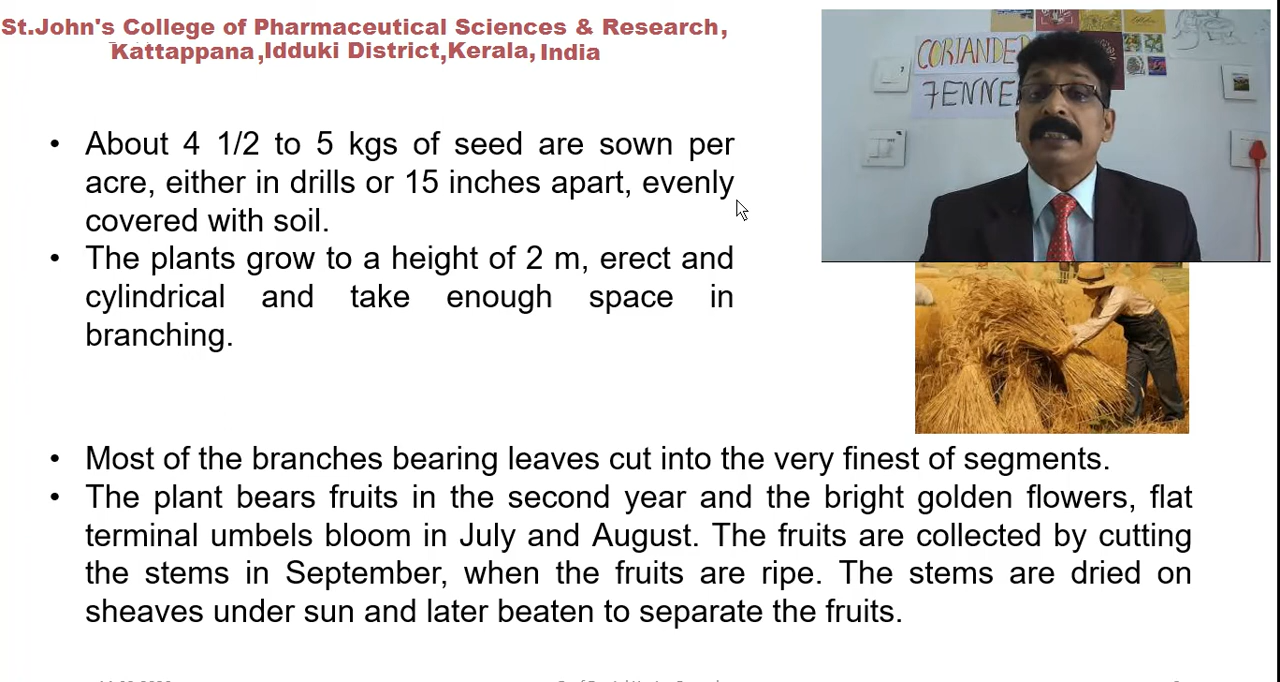 St.John's College of Pharmaceutical Sciences & Research,
Kattappana,Idduki District,Kerala, India
CORIANDE
FENNE
• About 4 1/2 to 5 kgs of seed are sown per
acre, either in drills or 15 inches apart, evenly
covered with soil.
• The plants grow to a height of 2 m, erect and
cylindrical and take enough space in
branching.
• Most of the branches bearing leaves cut into the very finest of segments.
• The plant bears fruits in the second year and the bright golden flowers, flat
terminal umbels bloom in July and August. The fruits are collected by cutting
the stems in September, when the fruits are ripe. The stems are dried on
sheaves under sun and later beaten to separate the fruits.